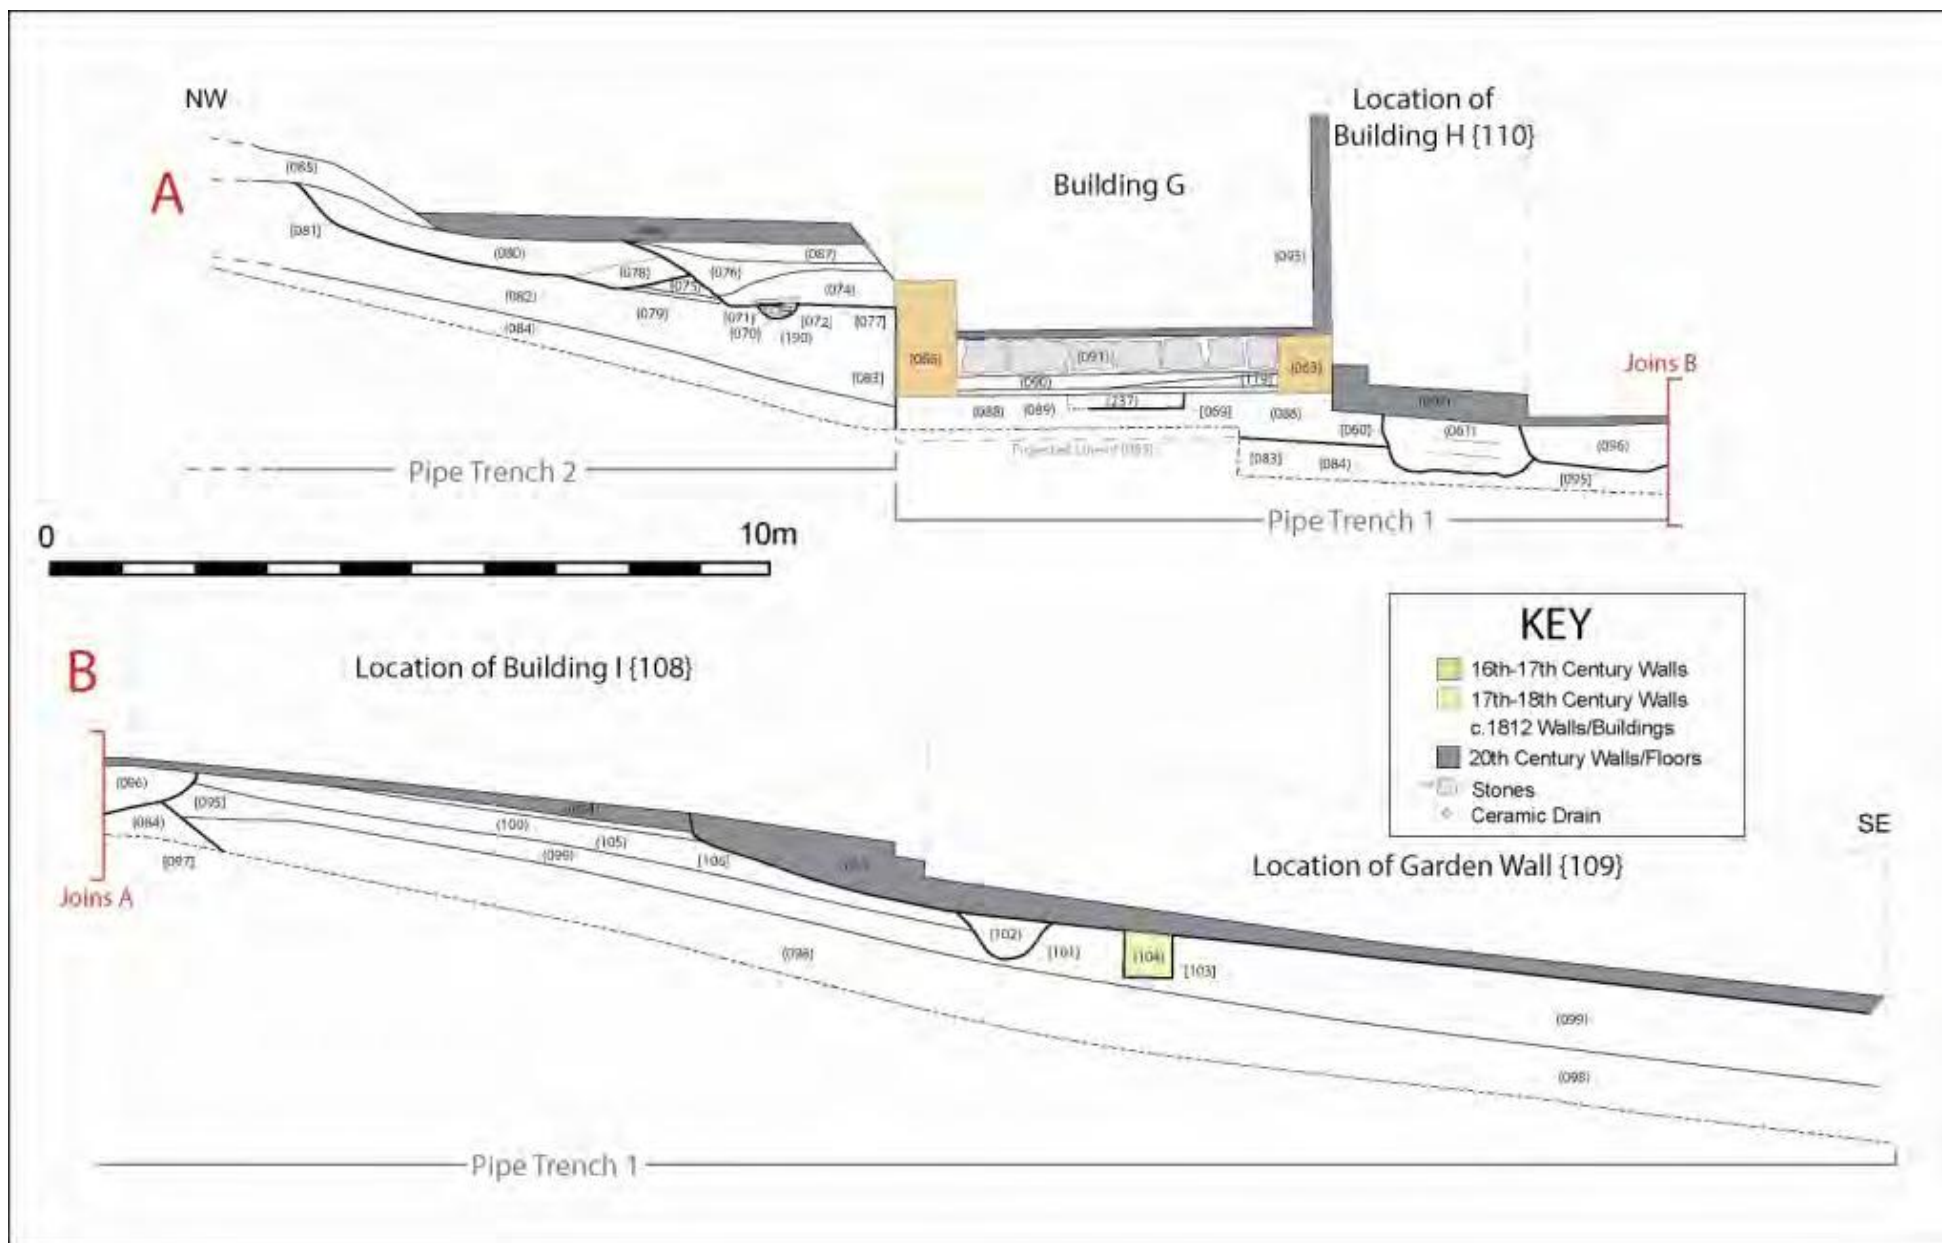 NW
A
Location of
Building H {110}
Building G
(065)
[081]
(080)
(078)
(076)
(087)
(075)
(074)
(082)
(079)
[071]
(070)
[072]
(190)
[077]
(084)
[083]
[093]
(091)
(090)
[119]
(063)
(088)
(089)
(237)
[069]
(086)
[060]
(061)
(096)
[083]
(084)
[095]
Joins B
Pipe Trench 2
Pipe Trench 1
0
10m
KEY
16th-17th Century Walls
17th-18th Century Walls
c.1812 Walls/Buildings
20th Century Walls/Floors
Stones
Ceramic Drain
B
Location of Building I {108}
(096)
[095]
(084)
[097]
Joins A
(100)
(105)
(099)
[106]
(098)
(102)
[101]
(104)
[103]
SE
Location of Garden Wall {109}
(099)
(098)
Pipe Trench 1